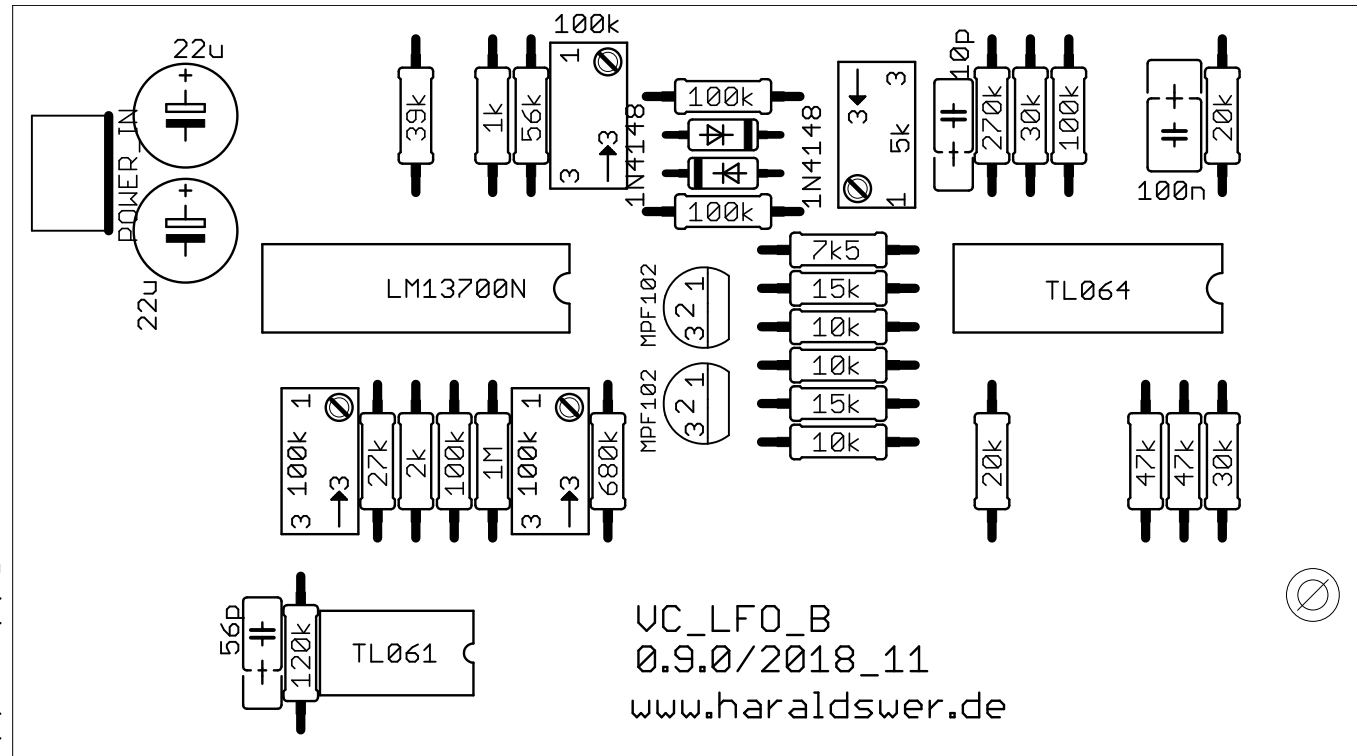 22u
POWER_IN
22u
39k
1k
56k
100k
1
3
3
1N4148
100k
100k
1N4148
3
3
5k
1
10p
270k
30k
100k
100n
20k
LM13700N
MPF102
3 2 1
MPF102
3 2 1
7k5
15k
10k
10k
15k
10k
TL064
1
100k
3
3
27k
2k
100k
1M
1
100k
3
3
680k
20k
47k
47k
30k
56p
120k
TL061
VC_LFO_B
0.9.0/2018_11
www.haraldswer.de